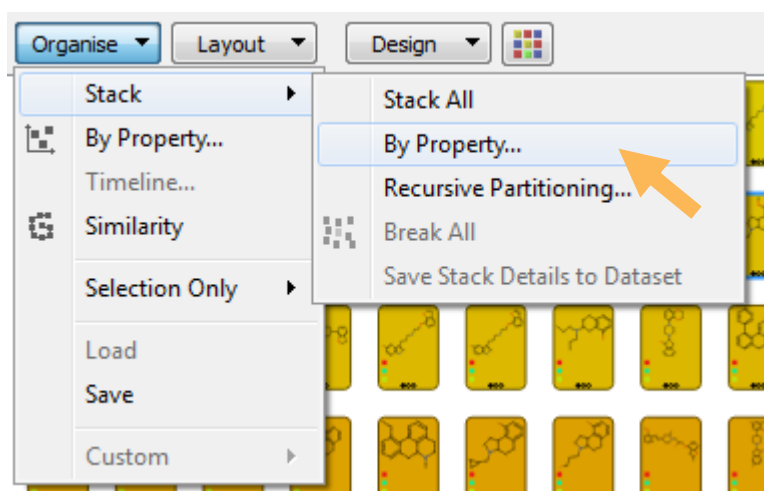 Organise
Layout
Design
Stack
By Property...
Timeline...
Similarity
Selection Only
Load
Save
Custom
Stack All
By Property...
Recursive Partitioning...
Break All
Save Stack Details to Dataset